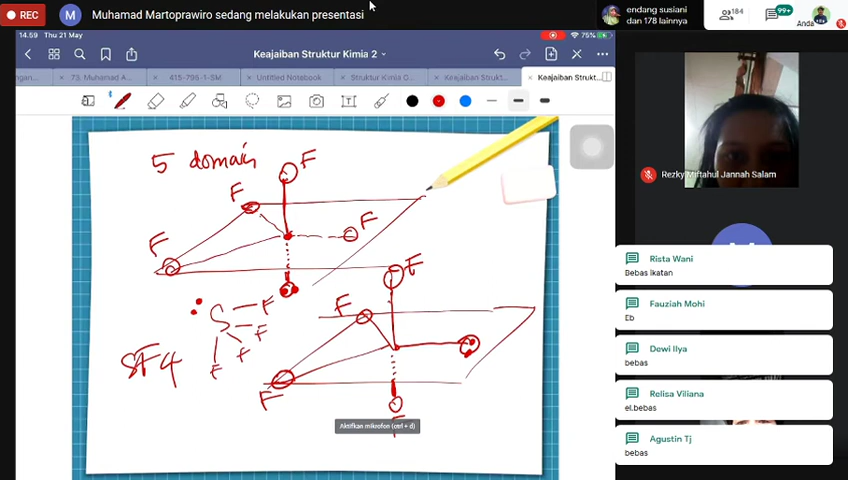 REC
M
Muhamad Martoprawiro sedang melakukan presentasi
endang susiani
dan 178 lainnya
184
99+
Anda
14.59 Thu 21 May
75%
Keajaiban Struktur Kimia 2
73. Muhamad A...
415-795-1-SM
Untitled Notebook
Struktur Kimia O...
Keajaiban Strukt...
Keajaiban Strukt...
5 domain
F
F
F
F
S F
F
F
F
SF4
F
F
F
F
Aktifkan mikrofon (ctrl + d)
Rezky Miftahul Jannah Salam
M
Rista Wani
Bebas ikatan
Fauziah Mohi
Eb
Dewi Ilya
bebas
Relisa Viliana
el.bebas
Agustin Tj
bebas